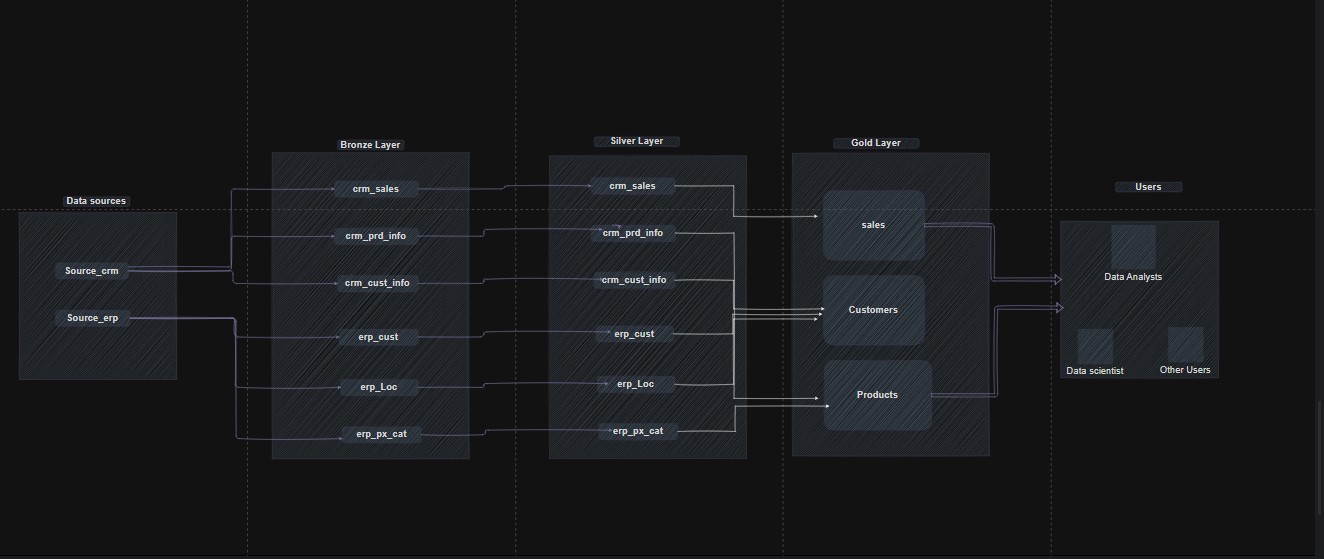 Data sources
Source_crm
Source_erp
Bronze Layer
crm_sales
crm_prd_info
crm_cust_info
erp_cust
erp_Loc
erp_px_cat
Silver Layer
crm_sales
crm_prd_info
crm_cust_info
erp_cust
erp_Loc
erp_px_cat
Gold Layer
sales
Customers
Products
Users
Data Analysts
Data scientist
Other Users